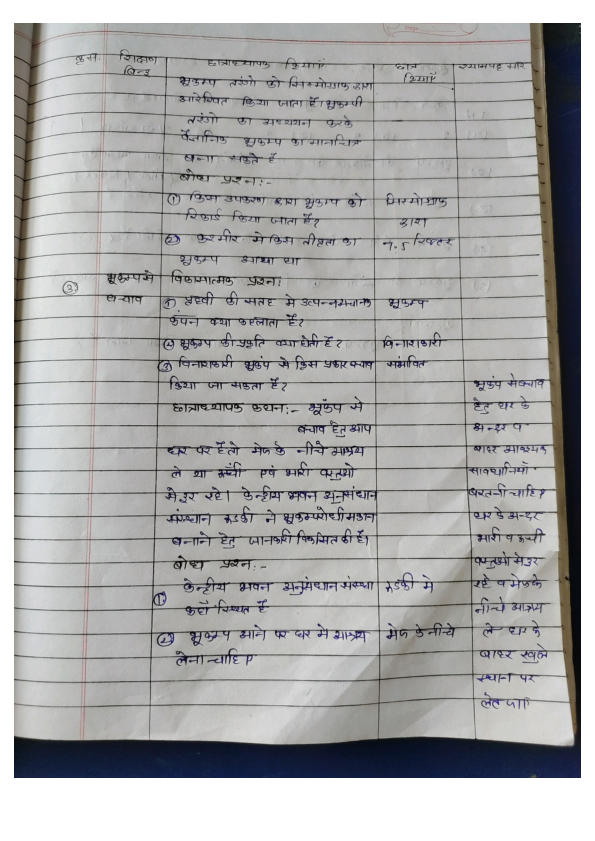 क्र.सं. शिक्षण बिन्दु छात्राध्यापक क्रियाएँ छात्र क्रियाएँ श्यामपट्ट सार
भूकम्प तरंगो को सिस्मोग्राफ द्वारा
आरेखित किया जाता है। भूकम्पी
तरंगो का अध्ययन करके
वैज्ञानिक भूकम्प का मानचित्र
बना सकते है
बोध प्रश्न:-
① किस उपकरण द्वारा भूकम्प को सिस्मोग्राफ
रिकार्ड किया जाता है? द्वारा
② कश्मीर मे किस तीव्रता का 7.5 रिक्टर
भूकम्प आया था
③ भूकम्प से विकासात्मक प्रश्न:
बचाव ① पृथ्वी की सतह मे उत्पन्न अचानक भूकम्प
कंपन क्या कहलाता है?
② भूकम्प की प्रकृति क्या होती है? विनाशकारी
③ विनाशकारी भूकंप से किस प्रकार बचाव संभावित
किया जा सकता है? भूकंप से बचाव
छात्राध्यापक कथन:- भूकंप से हेतु घर के
बचाव हेतु आप अन्दर व
घर पर है तो मेज के नीचे आश्रय बाहर आवश्यक
ले या ऊँची एवं भारी वस्तुओ सावधानियाँ
से दूर रहे। केन्द्रीय भवन अनुसंधान बरतनी चाहिए
संस्थान रूडकी ने भूकम्परोधी मकान घर के अन्दर
बनाने हेतु जानकारी विकसित की है। भारी व ऊँची
बोध प्रश्न:- वस्तुओ से दूर
① केन्द्रीय भवन अनुसंधान संस्था रूडकी मे रहे व मेज के
कहाँ स्थित है नीचे आश्रय
② भूकम्प आने पर घर मे आश्रय मेज के नीचे ले घर के
लेना चाहिए बाहर खुले
स्थान पर
लेट जाए